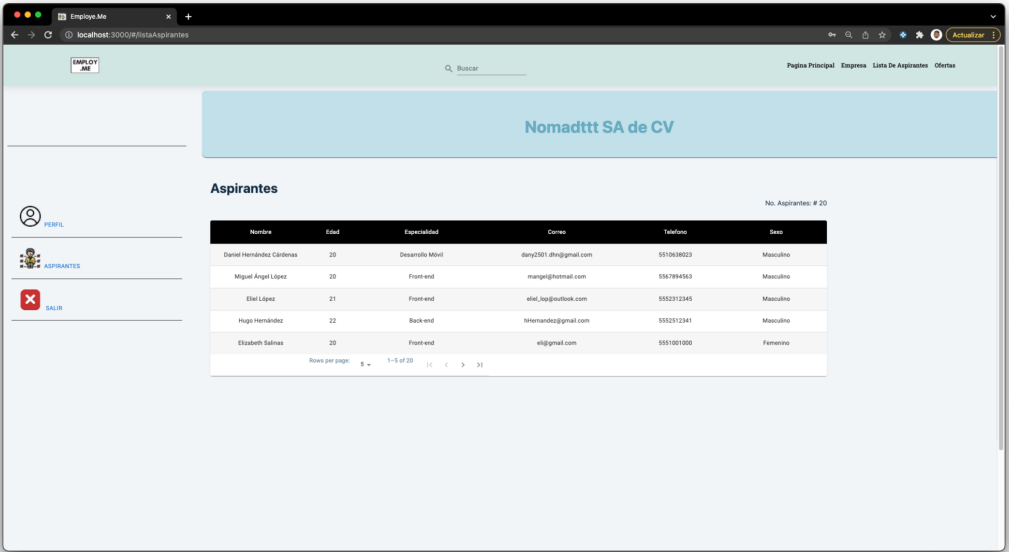 Employe.Me
localhost:3000/#/listaAspirantes
Actualizar
EMPLOY
.ME
Buscar
Pagina Principal Empresa Lista De Aspirantes Ofertas
Nomadttt SA de CV
Aspirantes
No. Aspirantes: # 20
PERFIL
ASPIRANTES
SALIR
Nombre Edad Especialidad Correo Telefono Sexo
Daniel Hernández Cárdenas 20 Desarrollo Móvil dany2501.dhn@gmail.com 5510638023 Masculino
Miguel Ángel López 20 Front-end mangel@hotmail.com 5567894563 Masculino
Eliel López 21 Front-end eliel_lop@outlook.com 5552312345 Masculino
Hugo Hernández 22 Back-end hHernandez@gmail.com 5552512341 Masculino
Elizabeth Salinas 20 Front-end eli@gmail.com 5551001000 Femenino
Rows per page: 5 1–5 of 20